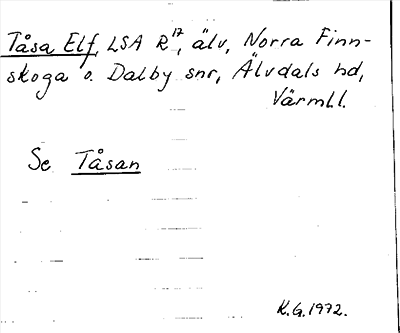 Tåsa Elf, LSA R¹⁷, älv, Norra Finn-
skoga o. Dalby snr, Älvdals hd,
Värml.l.
Se Tåsan
K.G. 1972.